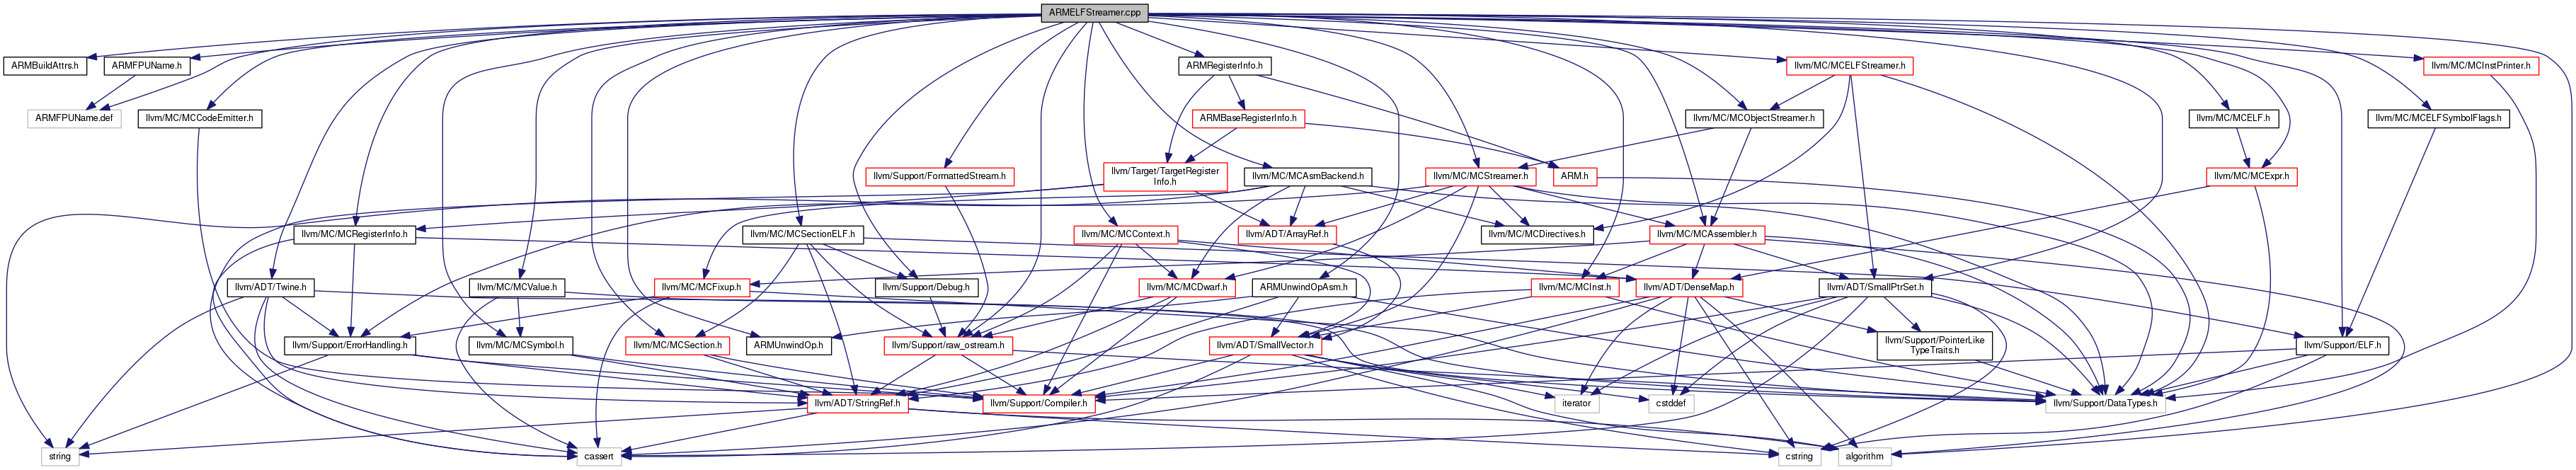 ARMELFStreamer.cpp
ARMBuildAttrs.h
ARMFPUName.h
ARMRegisterInfo.h
llvm/MC/MCELFStreamer.h
llvm/MC/MCInstPrinter.h
ARMFPUName.def
llvm/MC/MCCodeEmitter.h
ARMBaseRegisterInfo.h
llvm/MC/MCObjectStreamer.h
llvm/MC/MCELF.h
llvm/MC/MCELFSymbolFlags.h
llvm/Support/FormattedStream.h
llvm/Target/TargetRegister
Info.h
llvm/MC/MCAsmBackend.h
llvm/MC/MCStreamer.h
ARM.h
llvm/MC/MCExpr.h
llvm/MC/MCRegisterInfo.h
llvm/MC/MCSectionELF.h
llvm/MC/MCContext.h
llvm/ADT/ArrayRef.h
llvm/MC/MCDirectives.h
llvm/MC/MCAssembler.h
llvm/ADT/Twine.h
llvm/MC/MCValue.h
llvm/MC/MCFixup.h
llvm/Support/Debug.h
llvm/MC/MCDwarf.h
ARMUnwindOpAsm.h
llvm/MC/MCInst.h
llvm/ADT/DenseMap.h
llvm/ADT/SmallPtrSet.h
llvm/Support/ErrorHandling.h
llvm/MC/MCSymbol.h
llvm/MC/MCSection.h
ARMUnwindOp.h
llvm/Support/raw_ostream.h
llvm/ADT/SmallVector.h
llvm/Support/PointerLike
TypeTraits.h
llvm/Support/ELF.h
llvm/ADT/StringRef.h
llvm/Support/Compiler.h
iterator
cstddef
llvm/Support/DataTypes.h
string
cassert
cstring
algorithm